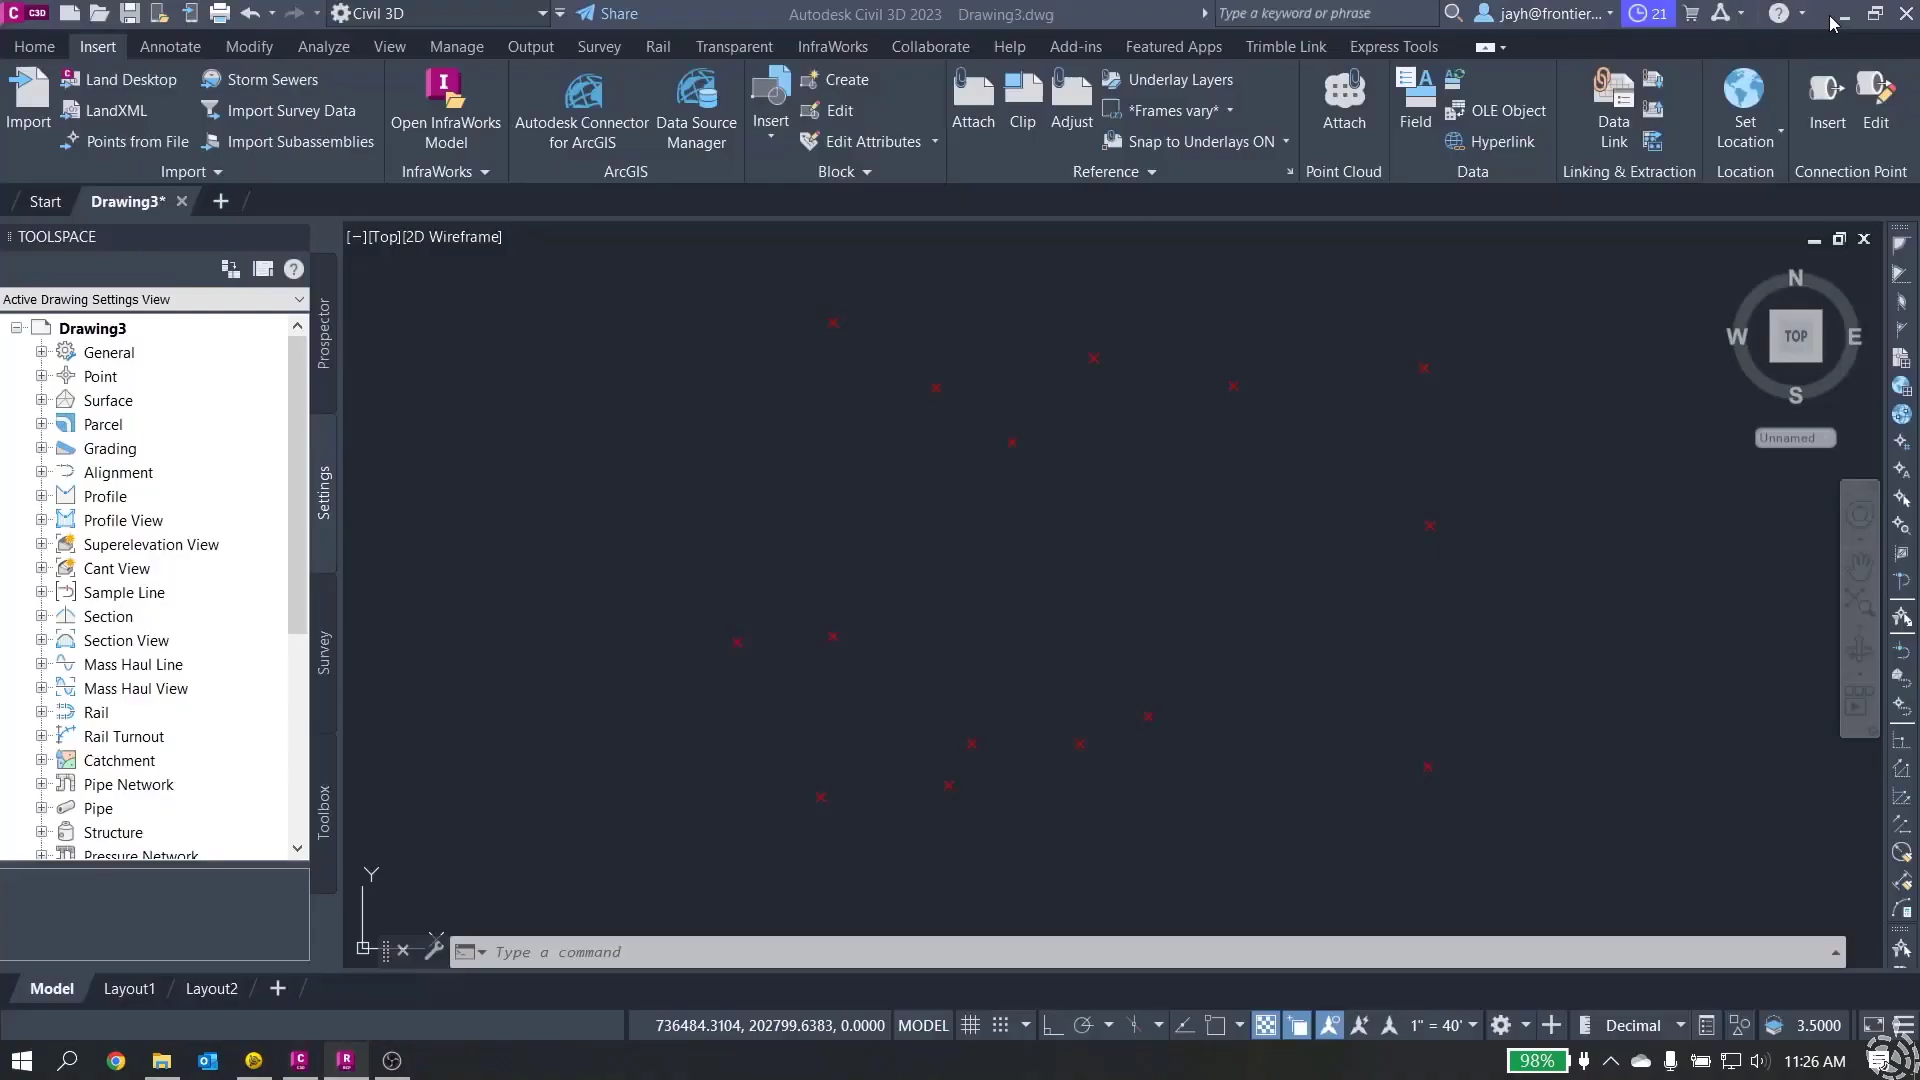 C3D
Civil 3D
Share
Autodesk Civil 3D 2023 Drawing3.dwg
Type a keyword or phrase
jayh@frontier...
21
Home Insert Annotate Modify Analyze View Manage Output Survey Rail Transparent InfraWorks Collaborate Help Add-ins Featured Apps Trimble Link Express Tools
Import
Land Desktop
LandXML
Points from File
Storm Sewers
Import Survey Data
Import Subassemblies
Import
Open InfraWorks
Model
InfraWorks
Autodesk Connector
for ArcGIS
Data Source
Manager
ArcGIS
Insert
Create
Edit
Edit Attributes
Block
Attach
Clip
Adjust
Underlay Layers
*Frames vary*
Snap to Underlays ON
Reference
Attach
Point Cloud
Field
OLE Object
Hyperlink
Data
Data
Link
Linking & Extraction
Set
Location
Location
Insert
Edit
Connection Point
Start
Drawing3*
TOOLSPACE
Active Drawing Settings View
Drawing3
General
Point
Surface
Parcel
Grading
Alignment
Profile
Profile View
Superelevation View
Cant View
Sample Line
Section
Section View
Mass Haul Line
Mass Haul View
Rail
Rail Turnout
Catchment
Pipe Network
Pipe
Structure
Pressure Network
Prospector
Settings
Survey
Toolbox
[−][Top][2D Wireframe]
N
W
TOP
E
S
Unnamed
Y
X
Type a command
Model
Layout1
Layout2
736484.3104, 202799.6383, 0.0000
MODEL
1" = 40'
Decimal
3.5000
98%
11:26 AM